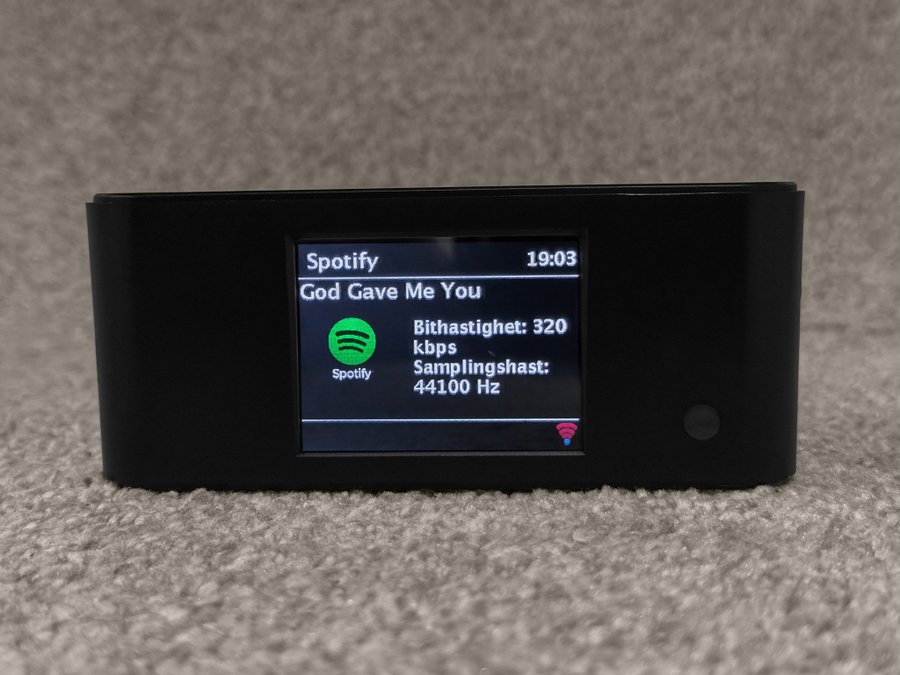 Spotify 19:03
God Gave Me You
Spotify
Bithastighet: 320
kbps
Samplingshast:
44100 Hz